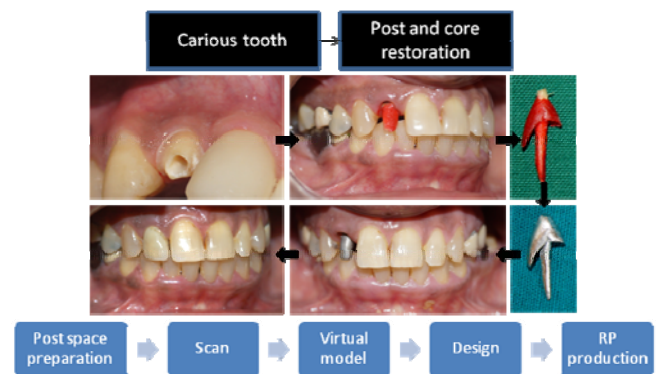 Carious tooth
Post and core
restoration
Post space
preparation
Scan
Virtual
model
Design
RP
production